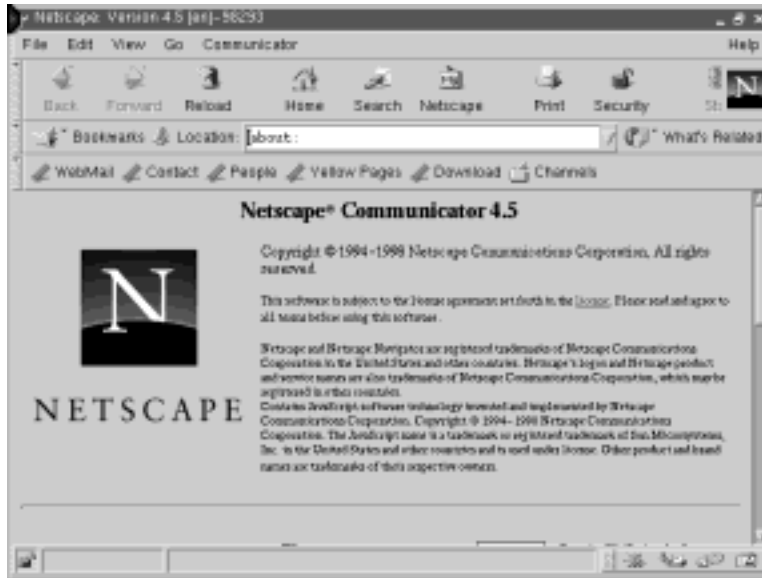 Netscape: Version 4.5 [en]-98293
File Edit View Go Communicator Help
Back Forward Reload Home Search Netscape Print Security
Bookmarks Location: about: What's Related
WebMail Contact People Yellow Pages Download Channels
Netscape® Communicator 4.5
Copyright © 1994-1998 Netscape Communications Corporation, All rights
reserved.
This software is subject to the license agreement set forth in the license. Please read and agree to
all terms before using this software.
Netscape and Netscape Navigator are registered trademarks of Netscape Communications
Corporation in the United States and other countries. Netscape's logos and Netscape product
and service names are also trademarks of Netscape Communications Corporation, which may be
registered in other countries.
Contains JavaScript software technology invented and implemented by Netscape
Communications Corporation. Copyright © 1994-1998 Netscape Communications
Corporation. The JavaScript name is a trademark or registered trademark of Sun Microsystems,
Inc. in the United States and other countries and is used under license. Other product and brand
names are trademarks of their respective owners.
N
NETSCAPE